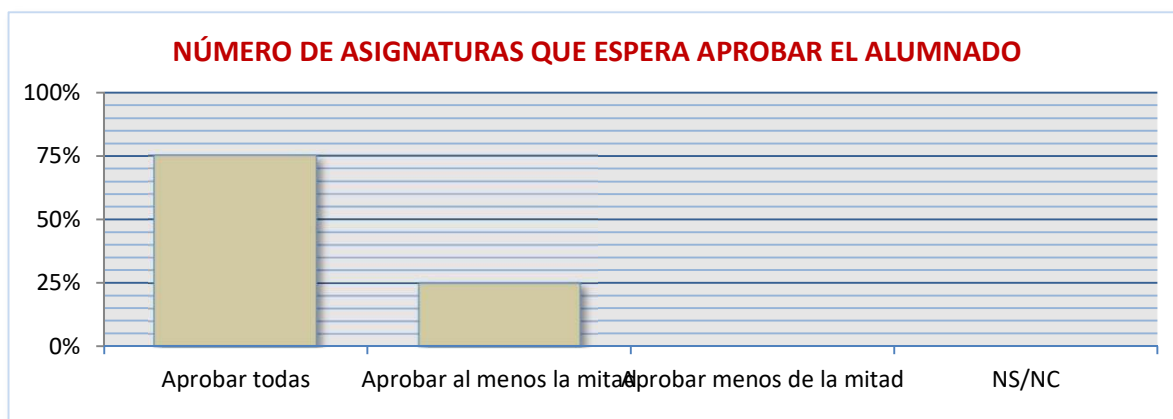 NÚMERO DE ASIGNATURAS QUE ESPERA APROBAR EL ALUMNADO
100%
75%
50%
25%
0%
Aprobar todas
Aprobar al menos la mitad
Aprobar menos de la mitad
NS/NC